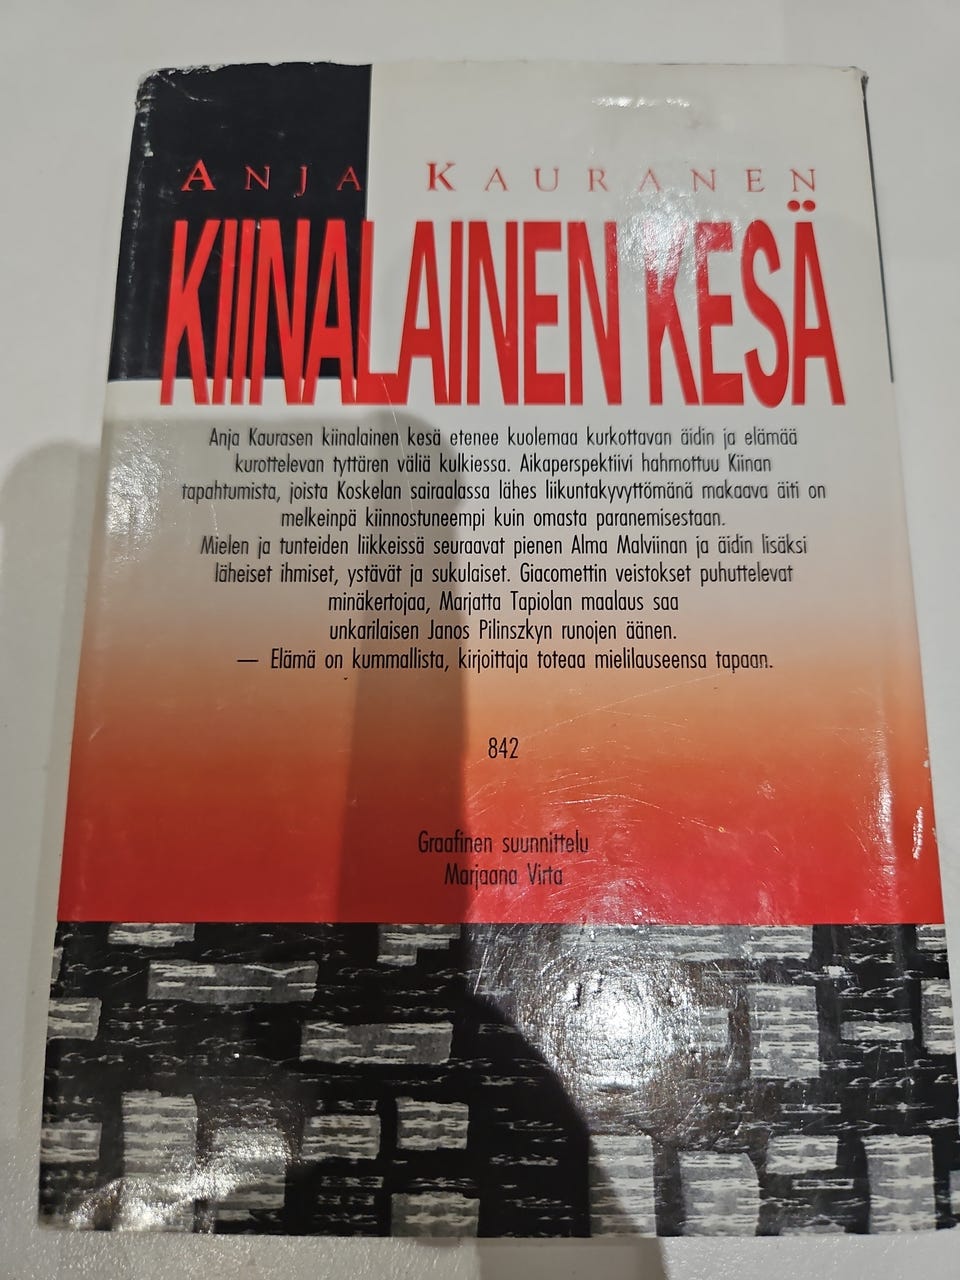 ANJA KAURANEN
KIINALAINEN KESÄ
Anja Kaurasen kiinalainen kesä etenee kuolemaa kurkottavan äidin ja elämää
kurottelevan tyttären väliä kulkiessa. Aikaperspektiivi hahmottuu Kiinan
tapahtumista, joista Koskelan sairaalassa lähes liikuntakyvyttömänä makaava äiti on
melkeinpä kiinnostuneempi kuin omasta paranemisestaan.
Mielen ja tunteiden liikkeissä seuraavat pienen Alma Malviinan ja äidin lisäksi
läheiset ihmiset, ystävät ja sukulaiset. Giacomettin veistokset puhuttelevat
minäkertojaa, Marjatta Tapiolan maalaus saa
unkarilaisen Janos Pilinszkyn runojen äänen.
— Elämä on kummallista, kirjoittaja toteaa mielilauseensa tapaan.
842
Graafinen suunnittelu
Marjaana Virta